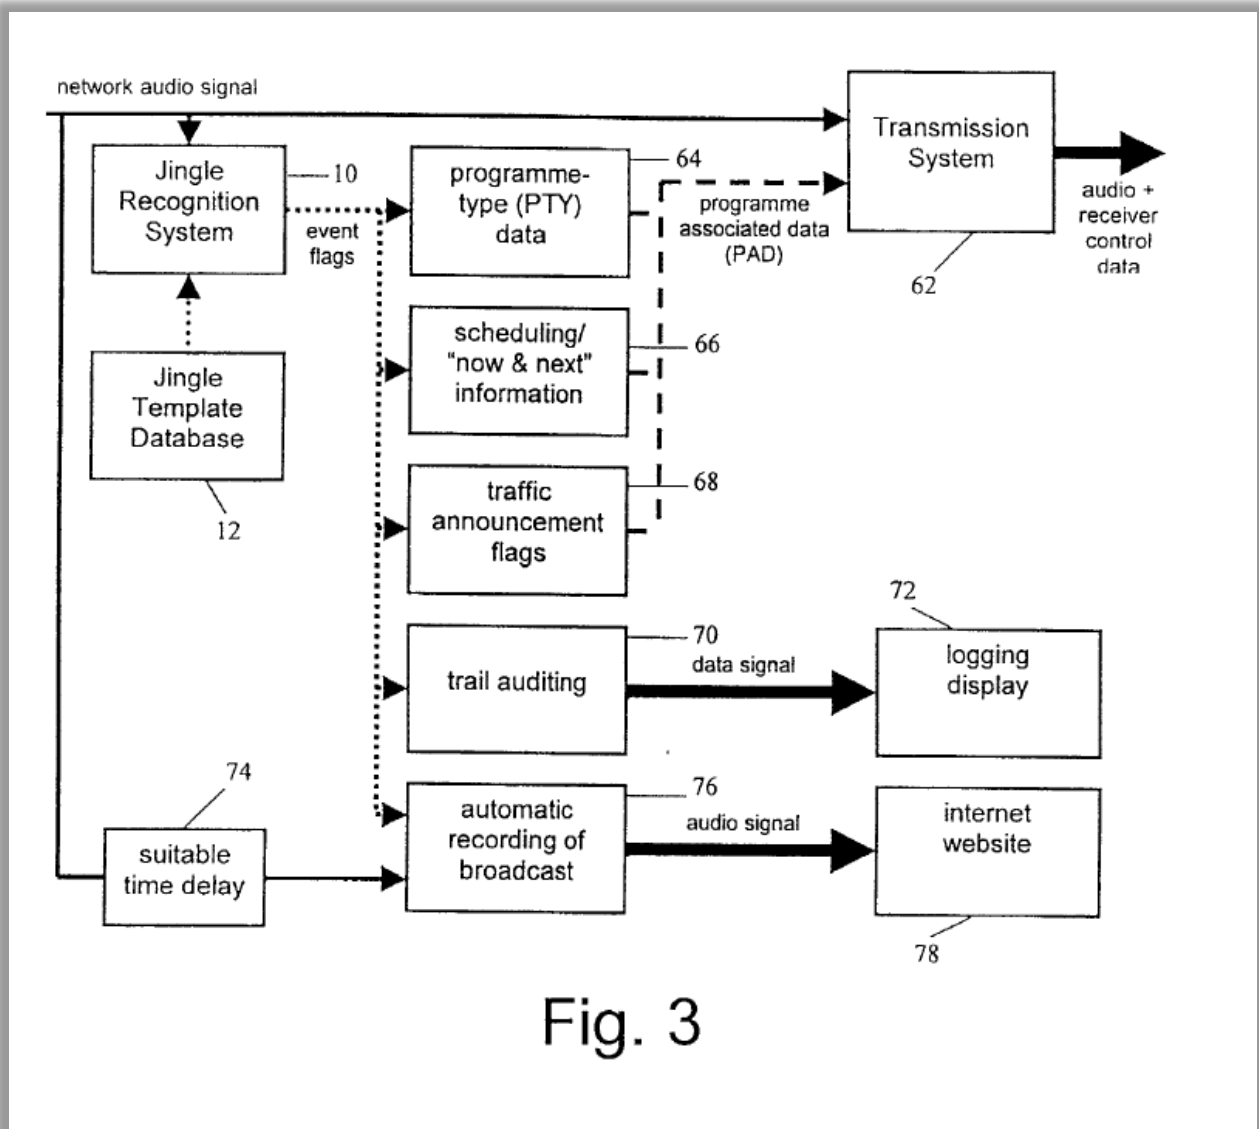 network audio signal
Jingle
Recognition
System
10
event
flags
Jingle
Template
Database
12
programme-
type (PTY)
data
64
programme
associated data
(PAD)
Transmission
System
62
audio +
receiver
control
data
scheduling/
"now & next"
information
66
traffic
announcement
flags
68
trail auditing
70
data signal
72
logging
display
74
suitable
time delay
automatic
recording of
broadcast
76
audio signal
internet
website
78
Fig. 3